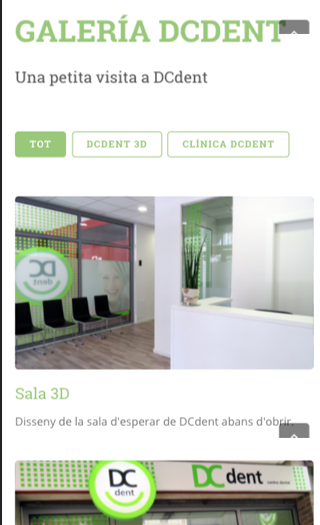 GALERÍA DCDENT
Una petita visita a DCdent
TOT
DCDENT 3D
CLÍNICA DCDENT
DC
dent
Sala 3D
Disseny de la sala d'esperar de DCdent abans d'obrir.
DC
dent
DC dent